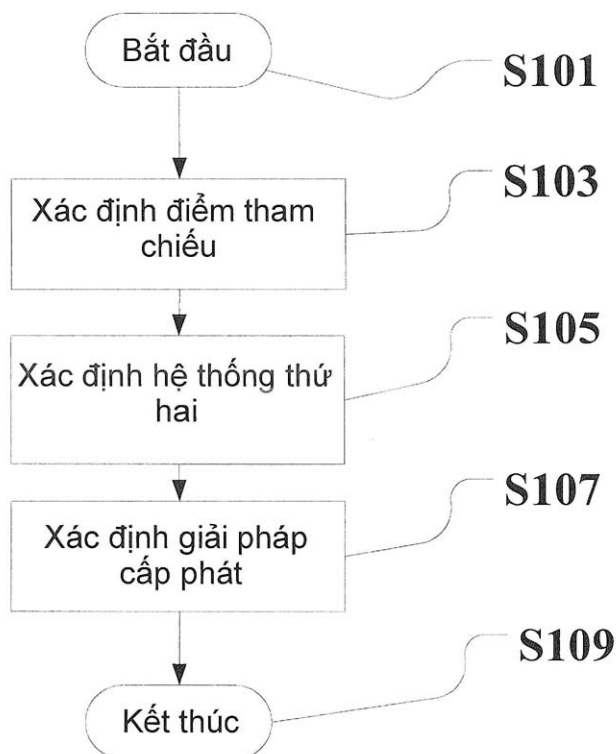 Bắt đầu
S101
Xác định điểm tham
chiếu
S103
Xác định hệ thống thứ
hai
S105
Xác định giải pháp
cấp phát
S107
Kết thúc
S109